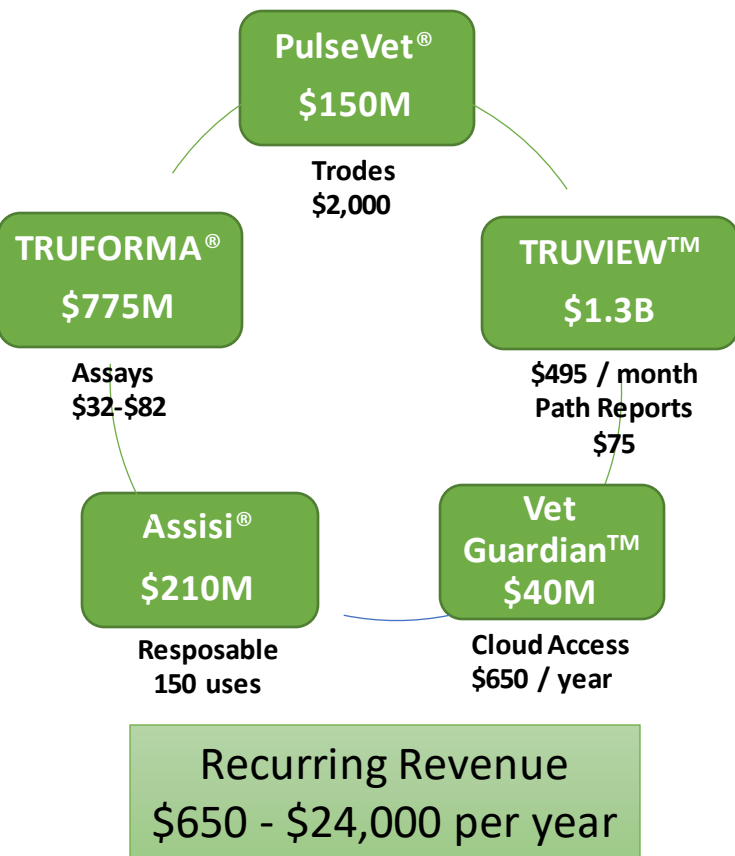 PulseVet®
$150M
Trodes
$2,000
TRUFORMA®
$775M
Assays
$32-$82
TRUVIEW™
$1.3B
$495 / month
Path Reports
$75
Assisi®
$210M
Resposable
150 uses
Vet
Guardian™
$40M
Cloud Access
$650 / year
Recurring Revenue
$650 - $24,000 per year